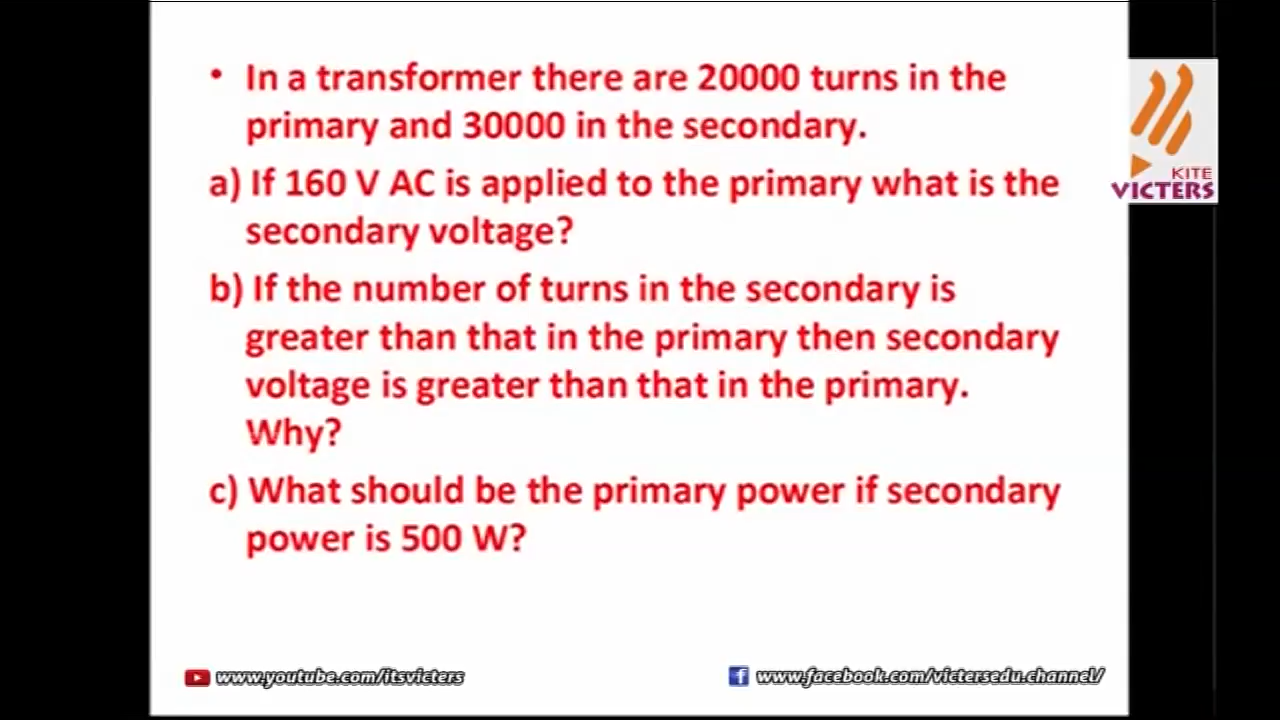 • In a transformer there are 20000 turns in the
primary and 30000 in the secondary.
a) If 160 V AC is applied to the primary what is the
secondary voltage?
b) If the number of turns in the secondary is
greater than that in the primary then secondary
voltage is greater than that in the primary.
Why?
c) What should be the primary power if secondary
power is 500 W?
KITE
VICTERS
www.youtube.com/itsvicters
www.facebook.com/victersedu.channel/